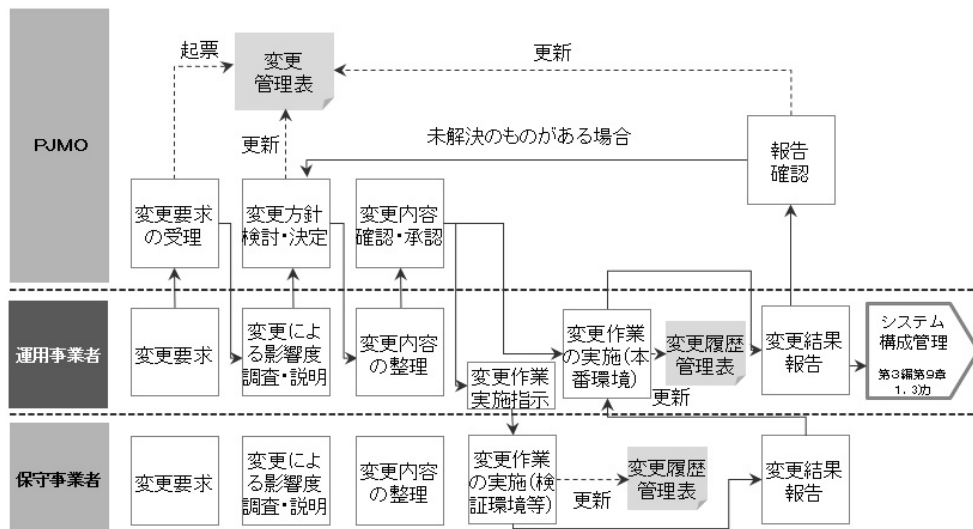 PJMO
起票
変更
管理表
更新
更新
未解決のものがある場合
報告
確認
変更要求
の受理
変更方針
検討・決定
変更内容
確認・承認
運用事業者
変更要求
変更によ
る影響度
調査・説明
変更内容
の整理
変更作業
実施指示
変更作業
の実施(本
番環境)
変更履歴
管理表
更新
変更結果
報告
システム
構成管理
第3編第9章
1.3)カ
保守事業者
変更要求
変更によ
る影響度
調査・説明
変更内容
の整理
変更作業
の実施(検
証環境等)
更新
変更履歴
管理表
変更結果
報告